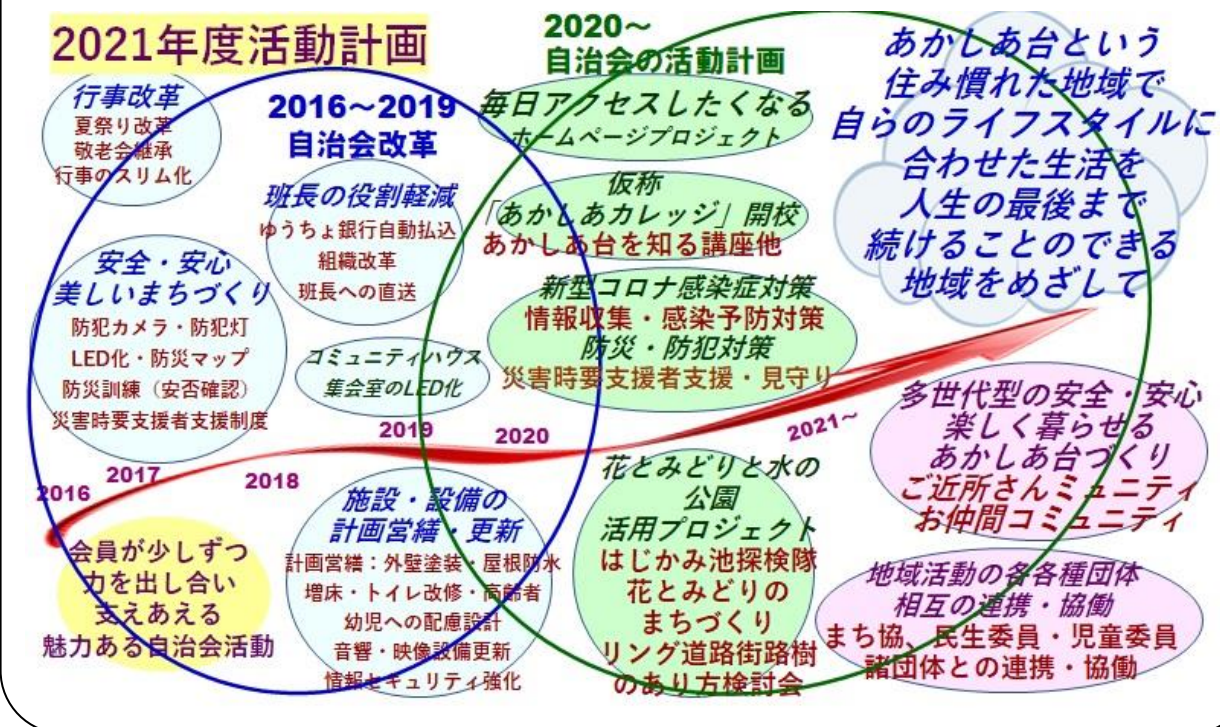 2021年度活動計画
行事改革
夏祭り改革
敬老会継承
行事のスリム化
安全・安心
美しいまちづくり
防犯カメラ・防犯灯
LED化・防災マップ
防災訓練（安否確認）
災害時要支援者支援制度
2016～2019
自治会改革
班長の役割軽減
ゆうちょ銀行自動払込
組織改革
班長への直送
コミュニティハウス
集会室のLED化
2020～
自治会の活動計画
毎日アクセスしたくなる
ホームページプロジェクト
仮称
「あかしあカレッジ」開校
あかしあ台を知る講座他
新型コロナ感染症対策
情報収集・感染予防対策
防災・防犯対策
災害時要支援者支援・見守り
あかしあ台という
住み慣れた地域で
自らのライフスタイルに
合わせた生活を
人生の最後まで
続けることのできる
地域をめざして
2016
2017
2018
2019
2020
2021～
会員が少しずつ
力を出し合い
支えあえる
魅力ある自治会活動
施設・設備の
計画営繕・更新
計画営繕：外壁塗装・屋根防水
増床・トイレ改修・高齢者
幼児への配慮設計
音響・映像設備更新
情報セキュリティ強化
花とみどりと水の
公園
活用プロジェクト
はじかみ池探検隊
花とみどりの
まちづくり
リング道路街路樹
のあり方検討会
多世代型の安全・安心
楽しく暮らせる
あかしあ台づくり
ご近所さんミュニティ
お仲間コミュニティ
地域活動の各各種団体
相互の連携・協働
まち協、民生委員・児童委員
諸団体との連携・協働